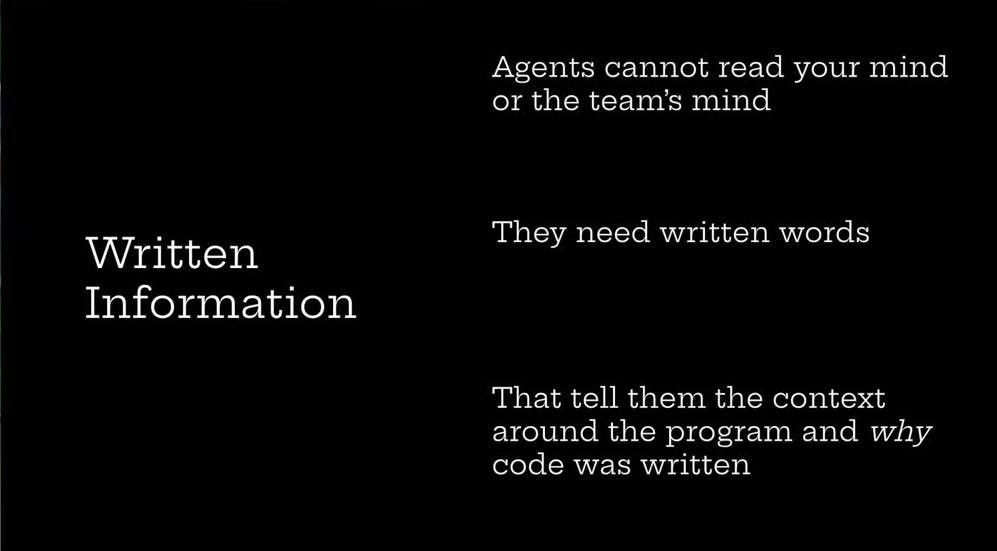 Written
Information
Agents cannot read your mind
or the team’s mind
They need written words
That tell them the context
around the program and why
code was written